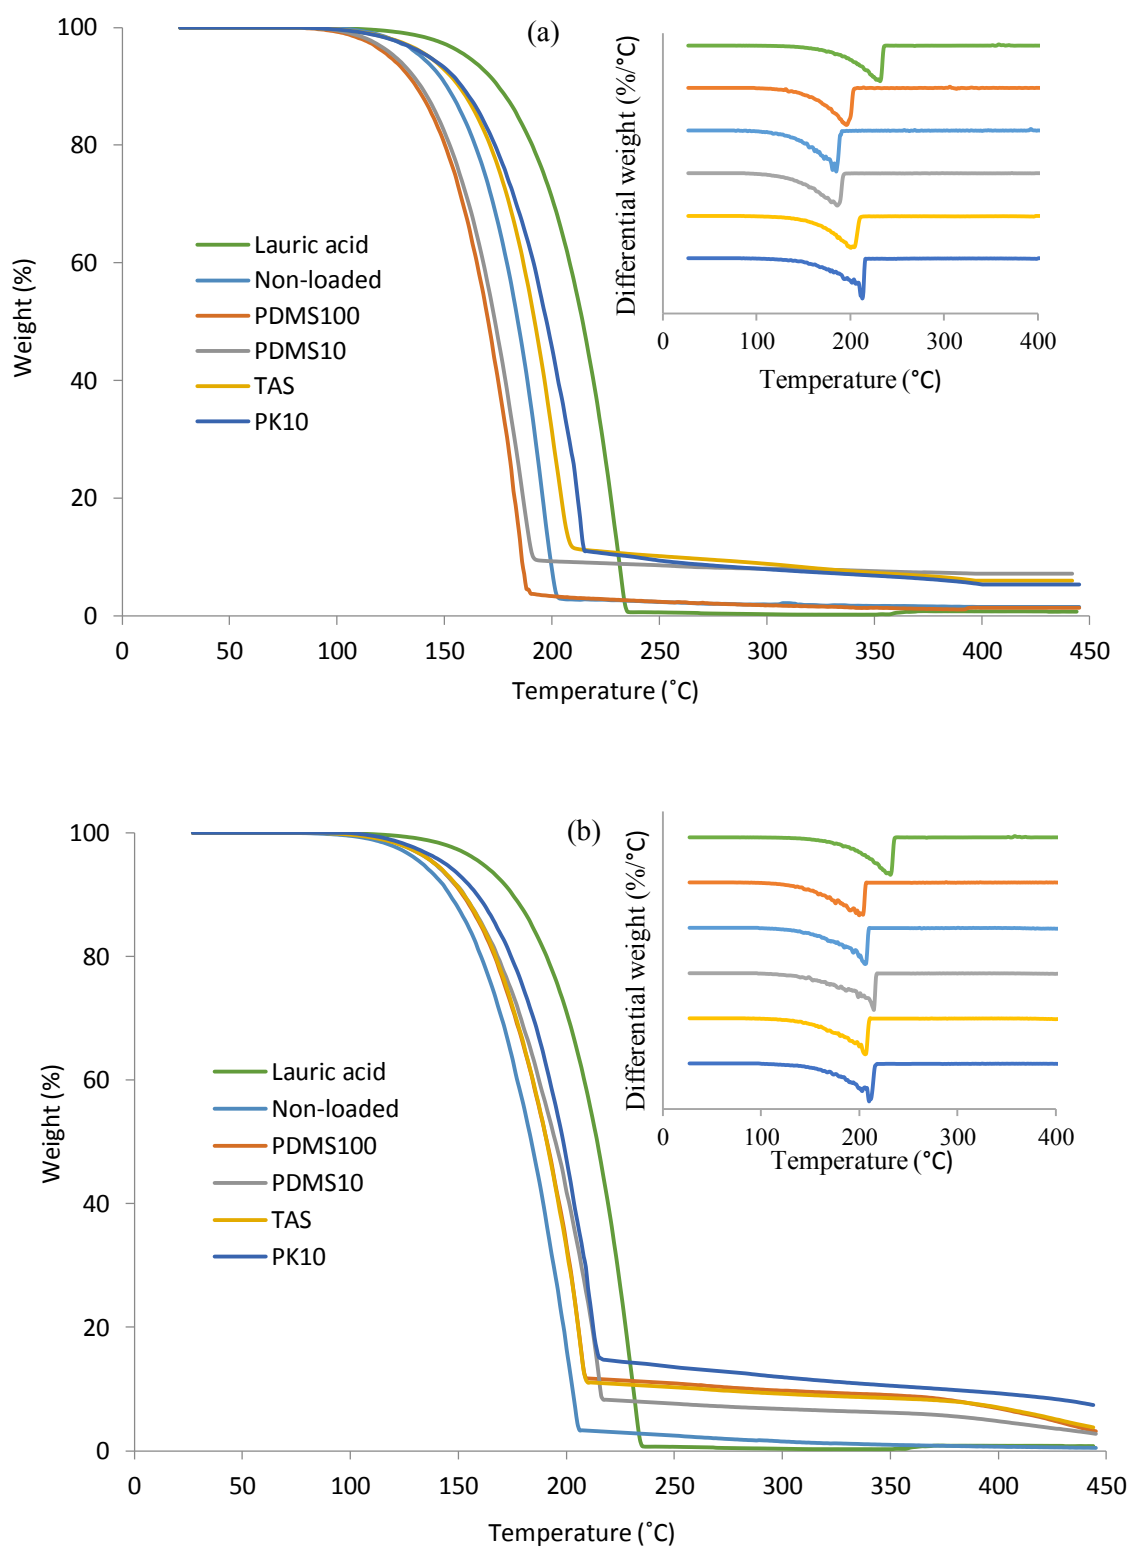 (a)
100
80
60
40
20
0
Weight (%)
Lauric acid
Non-loaded
PDMS100
PDMS10
TAS
PK10
0 50 100 150 200 250 300 350 400 450
Temperature (˚C)
Differential weight (%/°C)
0 100 200 300 400
Temperature (°C)
(b)
100
80
60
40
20
0
Weight (%)
Lauric acid
Non-loaded
PDMS100
PDMS10
TAS
PK10
0 50 100 150 200 250 300 350 400 450
Temperature (˚C)
Differential weight (%/°C)
0 100 200 300 400
Temperature (°C)